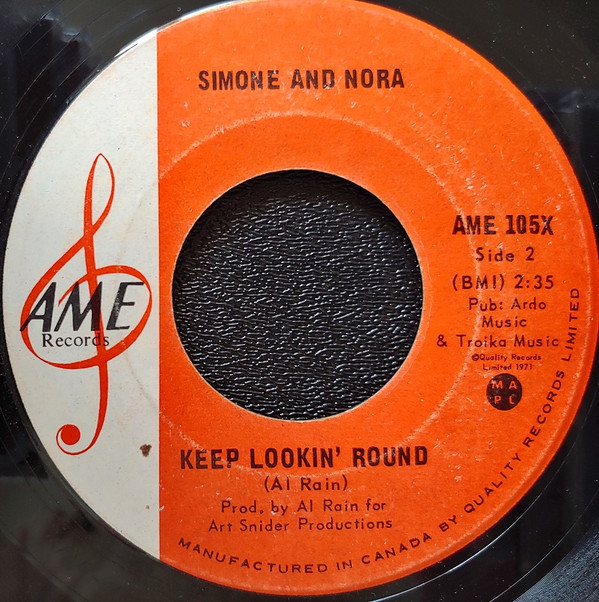 SIMONE AND NORA
AME
Records
AME 105X
Side 2
(BMI) 2:35
Pub: Ardo
Music
& Troika Music
©Quality Records
Limited 1971
M A
P L
KEEP LOOKIN' ROUND
(Al Rain)
Prod. by Al Rain for
Art Snider Productions
MANUFACTURED IN CANADA BY QUALITY RECORDS LIMITED